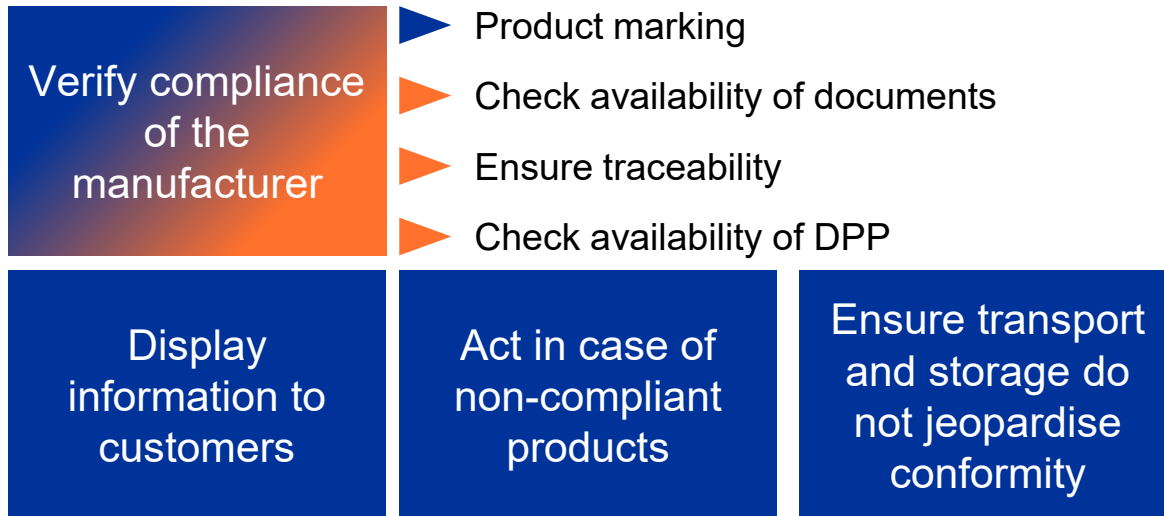 Verify compliance
of the
manufacturer
Product marking
Check availability of documents
Ensure traceability
Check availability of DPP
Display
information to
customers
Act in case of
non-compliant
products
Ensure transport
and storage do
not jeopardise
conformity